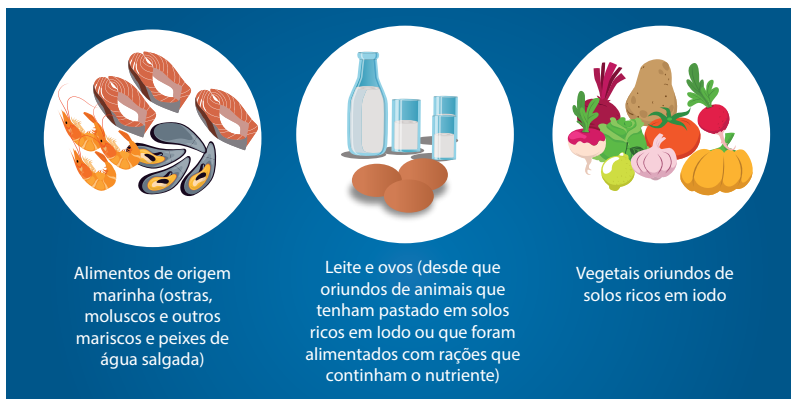 Alimentos de origem
marinha (ostras,
moluscos e outros
mariscos e peixes de
água salgada)
Leite e ovos (desde que
oriundos de animais que
tenham pastado em solos
ricos em lodo ou que foram
alimentados com rações que
continham o nutriente)
Vegetais oriundos de
solos ricos em iodo